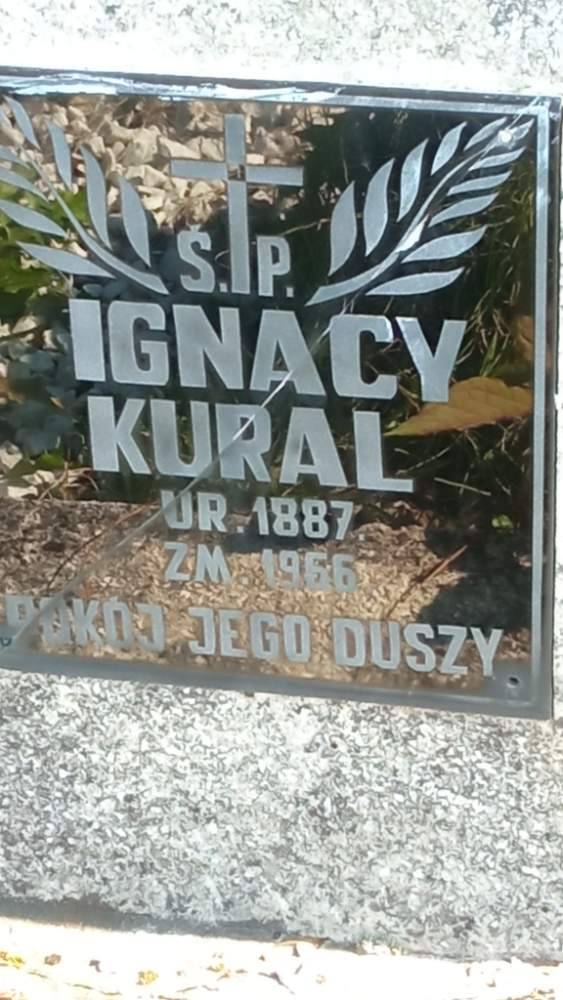 Ś. P.
IGNACY
KURAL
UR. 1887.
ZM. 1966
POKÓJ JEGO DUSZY